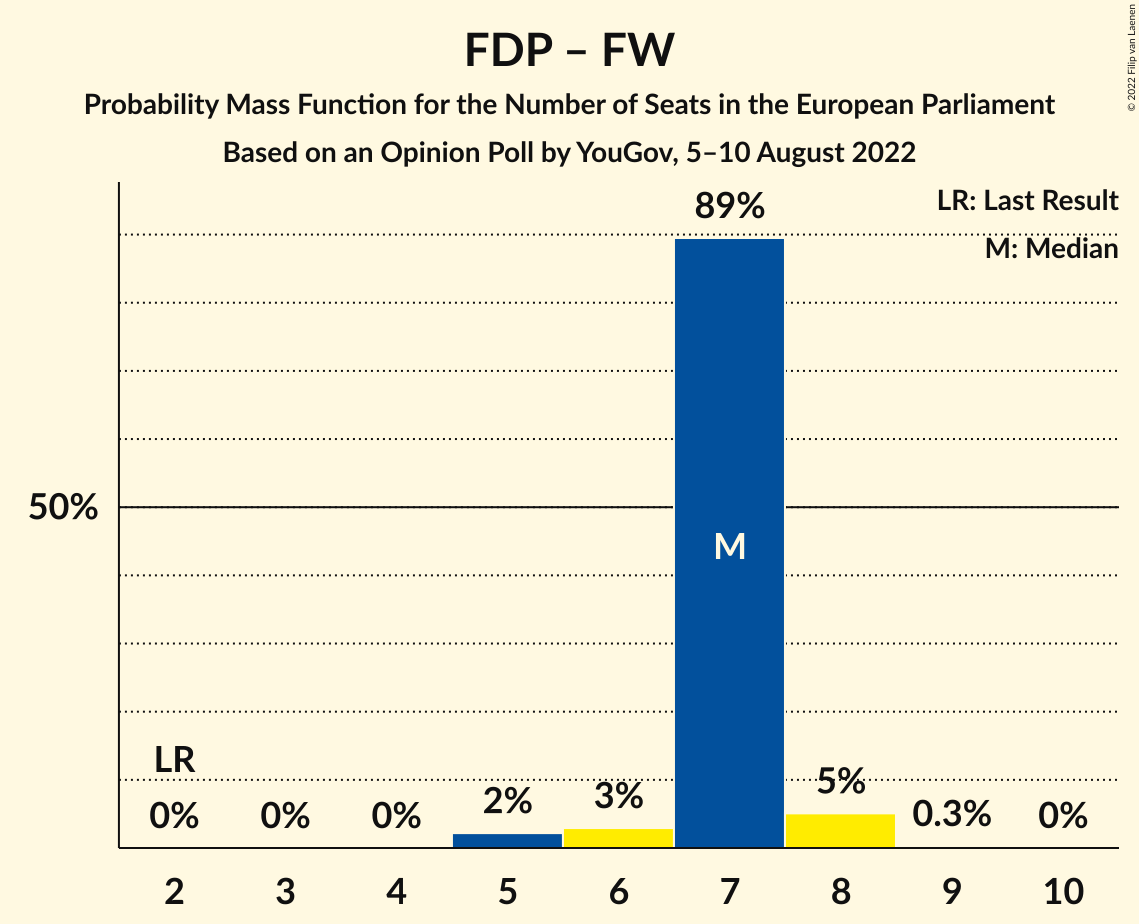 FDP – FW
Probability Mass Function for the Number of Seats in the European Parliament
Based on an Opinion Poll by YouGov, 5–10 August 2022
© 2022 Filip van Laenen
LR: Last Result
M: Median
89%
50%
M
LR
0%
0%
0%
2%
3%
5%
0.3%
0%
2
3
4
5
6
7
8
9
10